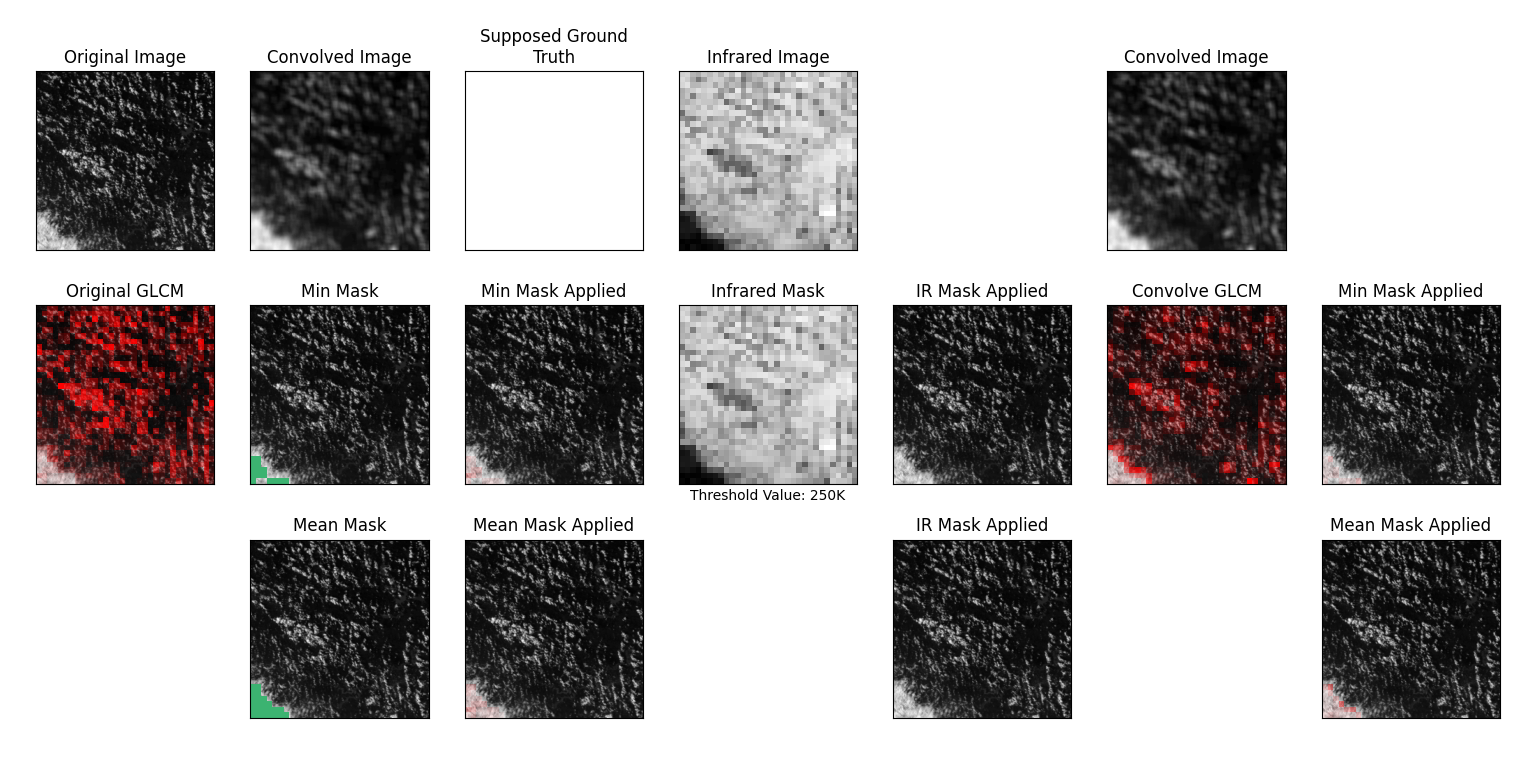 Original Image
Convolved Image
Supposed Ground
Truth
Infrared Image
Convolved Image
Original GLCM
Min Mask
Min Mask Applied
Infrared Mask
IR Mask Applied
Convolve GLCM
Min Mask Applied
Threshold Value: 250K
Mean Mask
Mean Mask Applied
IR Mask Applied
Mean Mask Applied